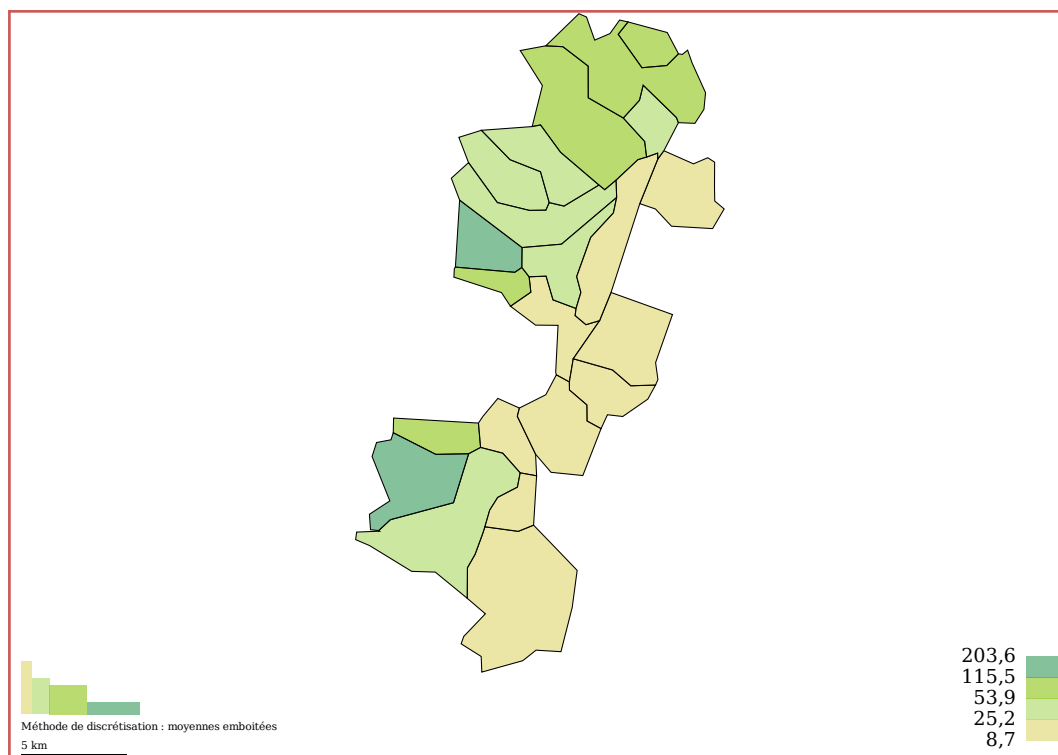 203,6
115,5
53,9
25,2
8,7
Méthode de discrétisation : moyennes emboitées
5 km